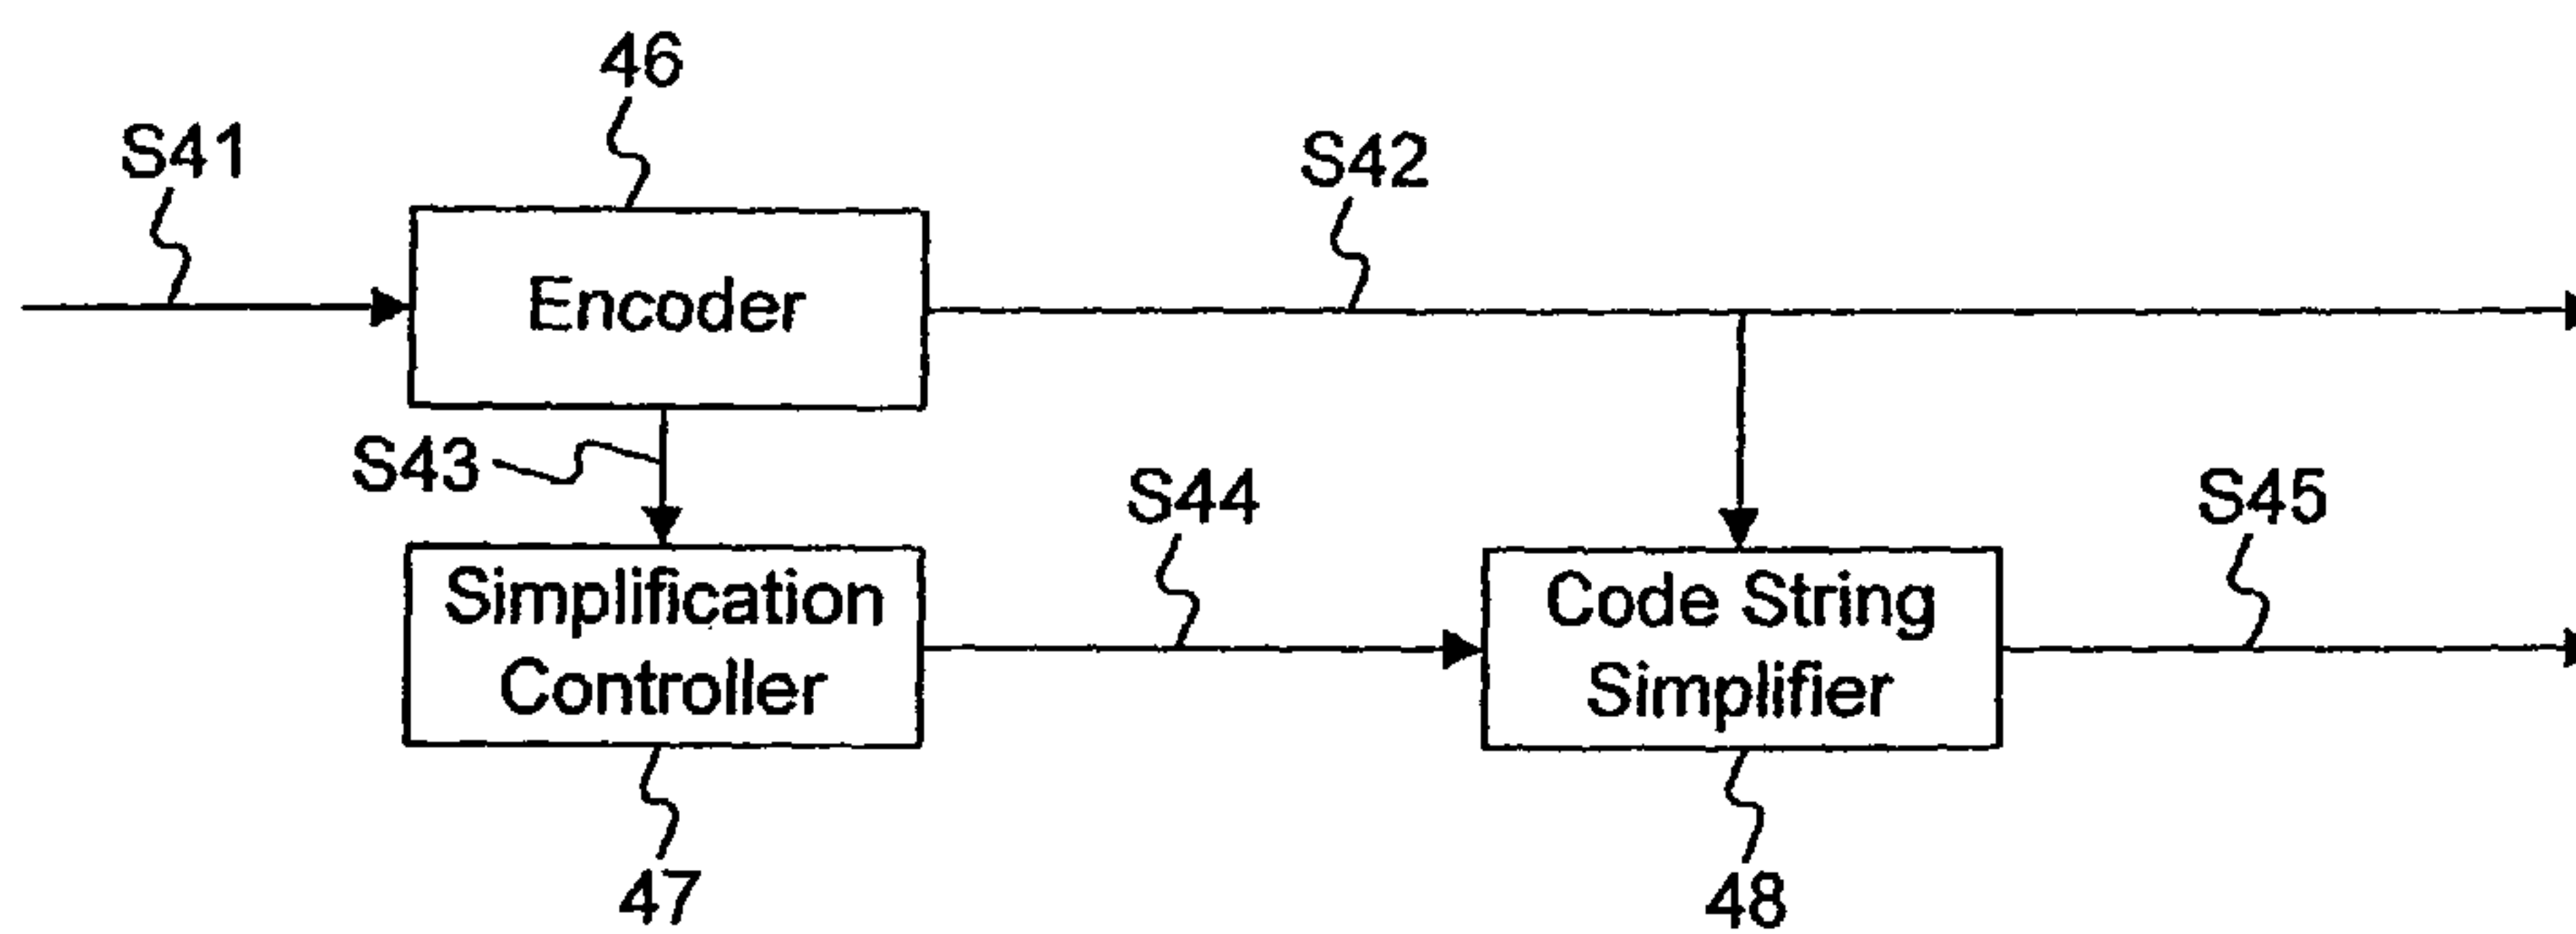 46
S41
S42
Encoder
S43
S44
S45
Simplification
Controller
Code String
Simplifier
47
48